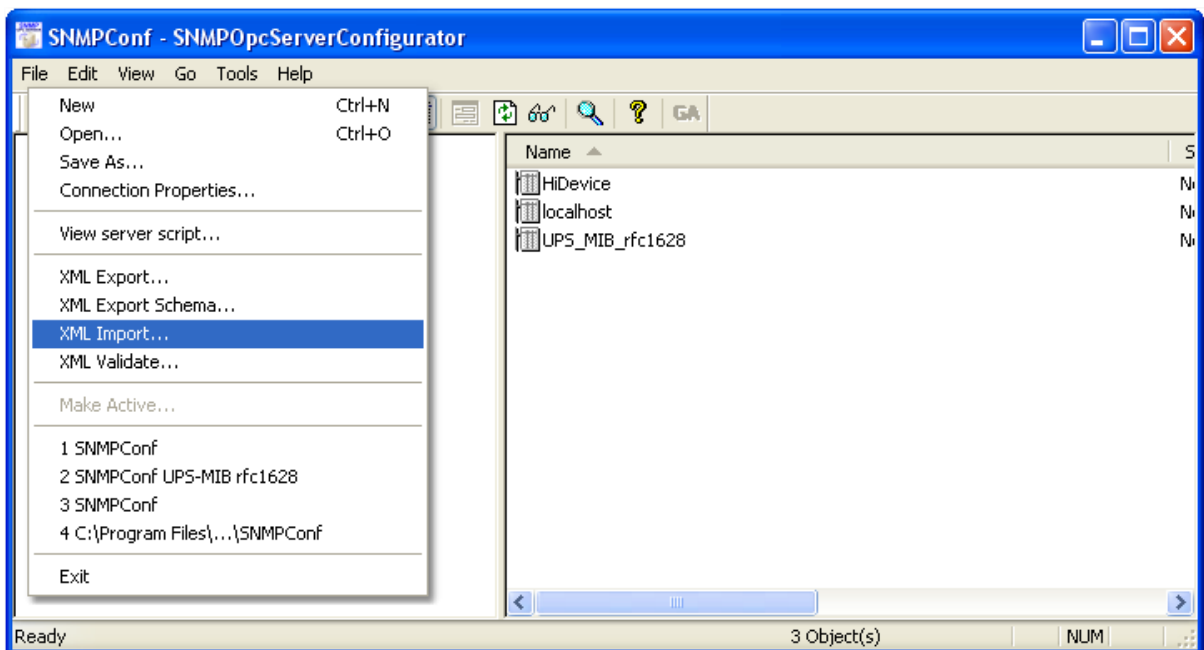 SNMPConf - SNMPOpcServerConfigurator
File Edit View Go Tools Help
New Ctrl+N
Open... Ctrl+O
Save As...
Connection Properties...
View server script...
XML Export...
XML Export Schema...
XML Import...
XML Validate...
Make Active...
1 SNMPConf
2 SNMPConf UPS-MIB rfc1628
3 SNMPConf
4 C:\Program Files\...\SNMPConf
Exit
GA
Name S
HiDevice
localhost
UPS_MIB_rfc1628
Ready 3 Object(s) NUM